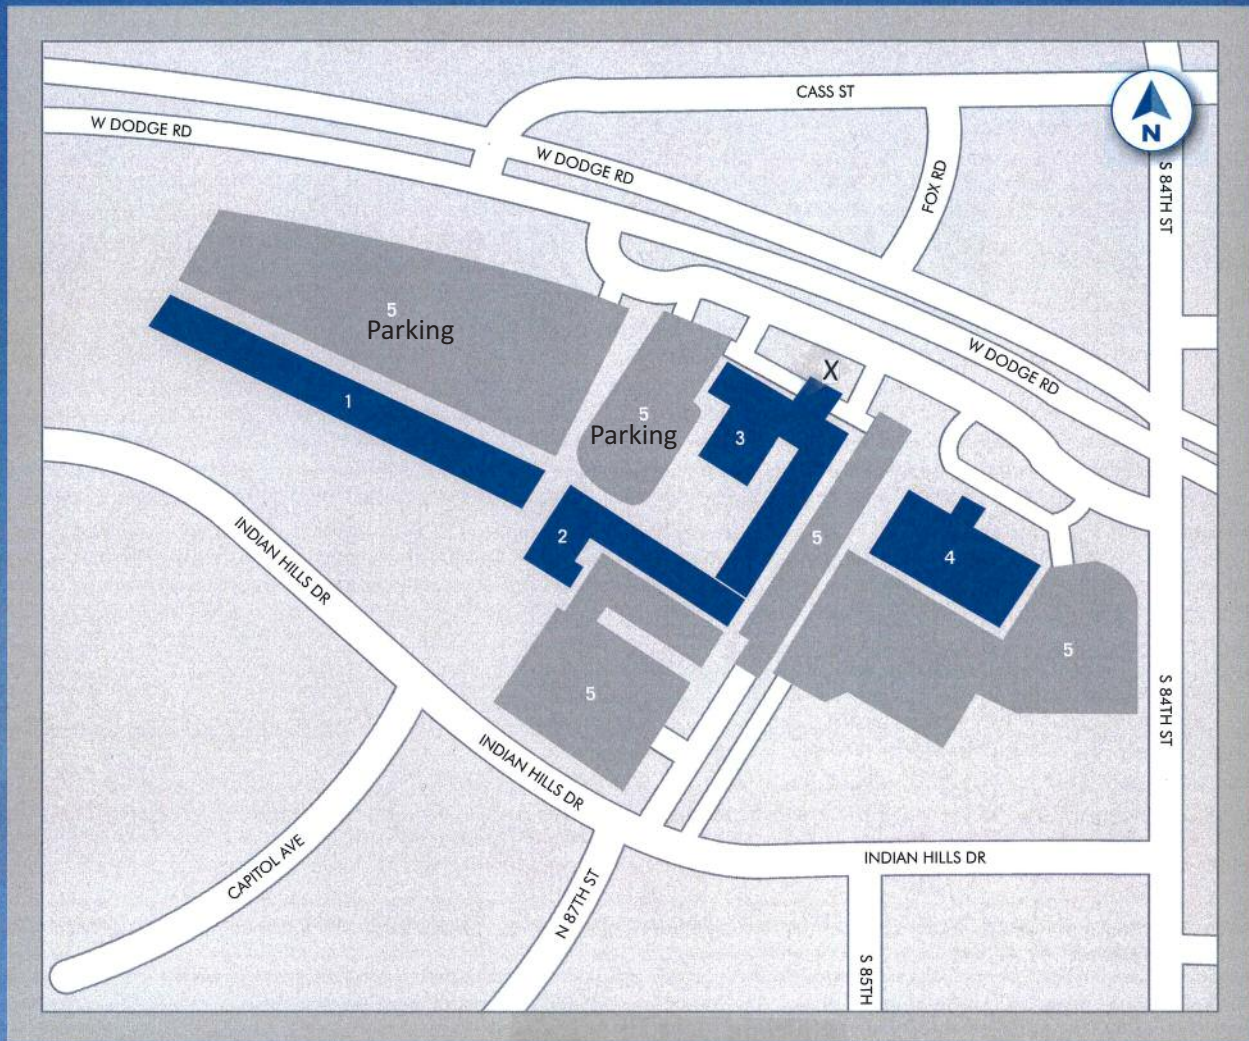 CASS ST
W DODGE RD
W DODGE RD
N
FOX RD
S 84TH ST
5
Parking
W DODGE RD
X
1
5
Parking
3
2
5
4
INDIAN HILLS DR
5
5
S 84TH ST
INDIAN HILLS DR
CAPITOL AVE
INDIAN HILLS DR
N 87TH ST
S 85TH